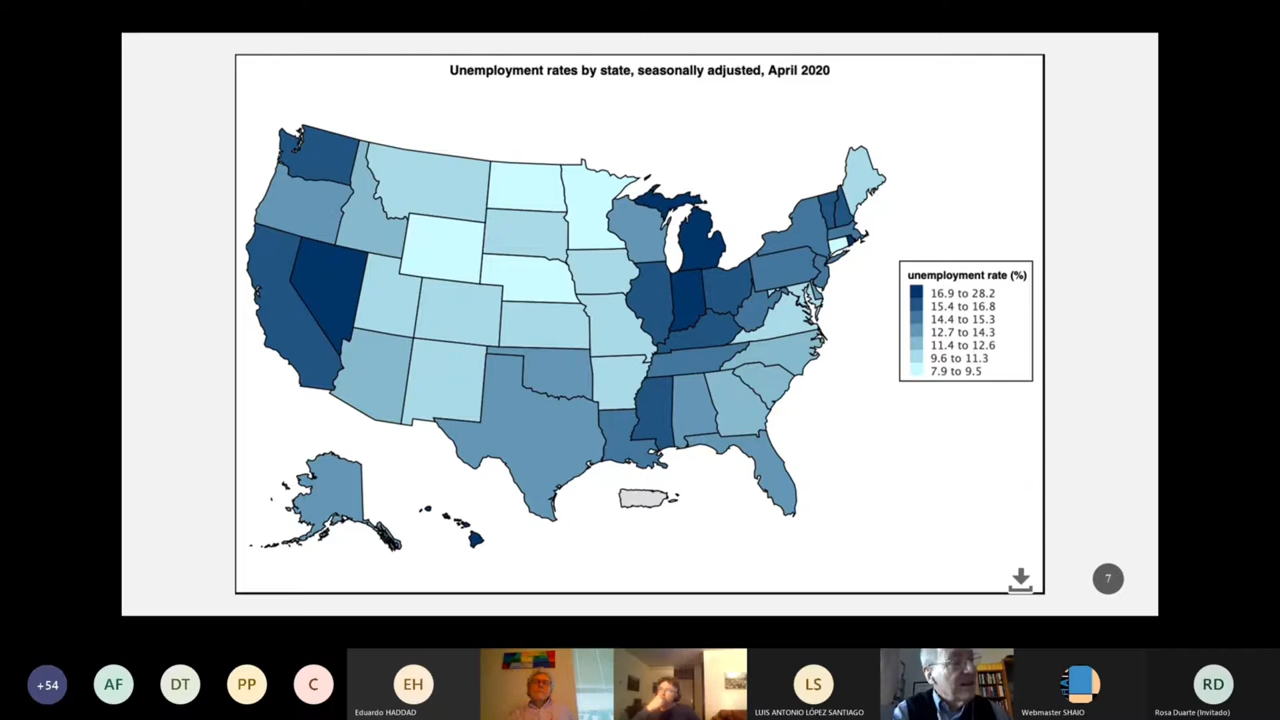 Unemployment rates by state, seasonally adjusted, April 2020
unemployment rate (%)
16.9 to 28.2
15.4 to 16.8
14.4 to 15.3
12.7 to 14.3
11.4 to 12.6
9.6 to 11.3
7.9 to 9.5
7
+54
AF
DT
PP
C
EH
Eduardo HADDAD
LS
LUIS ANTONIO LÓPEZ SANTIAGO
Webmaster SHAIO
RD
Rosa Duarte (Invitado)